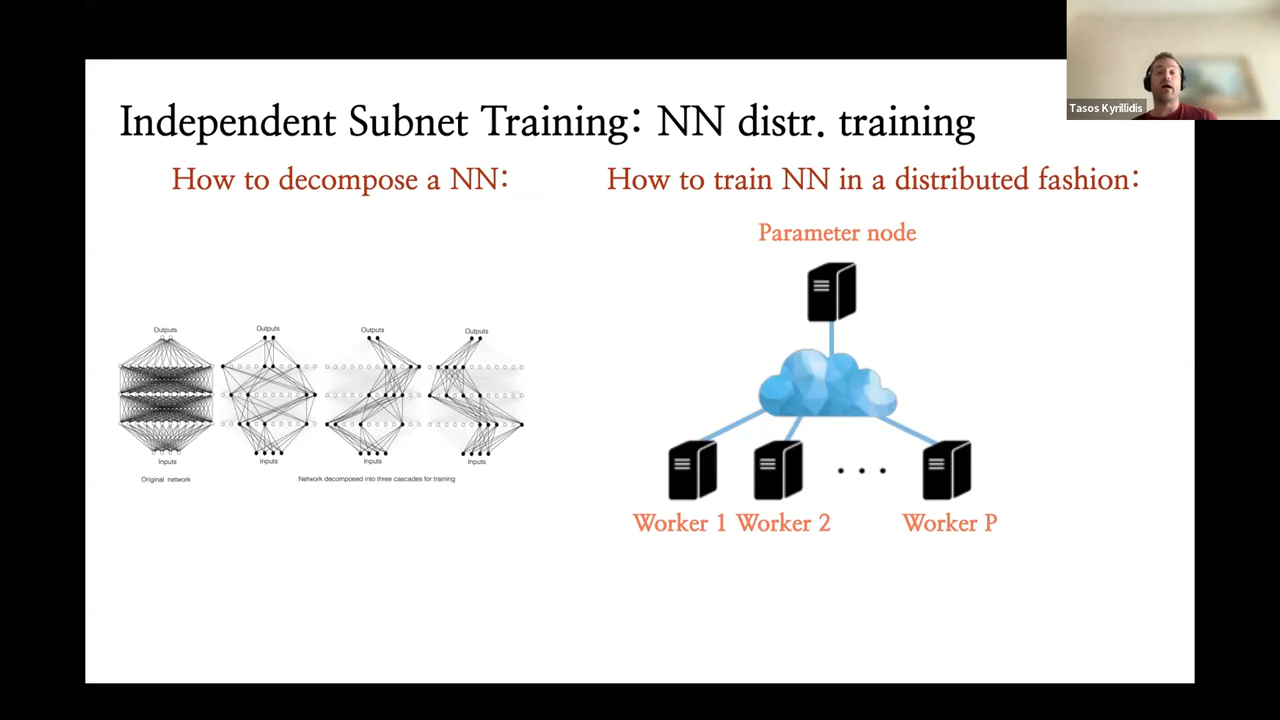 Tasos Kyrillidis
Independent Subnet Training: NN distr. training
How to decompose a NN:
How to train NN in a distributed fashion:
Parameter node
Outputs
Outputs
Outputs
Outputs
Inputs
Inputs
Inputs
Inputs
Original network
Network decomposed into three cascades for training
Worker 1
Worker 2
Worker P